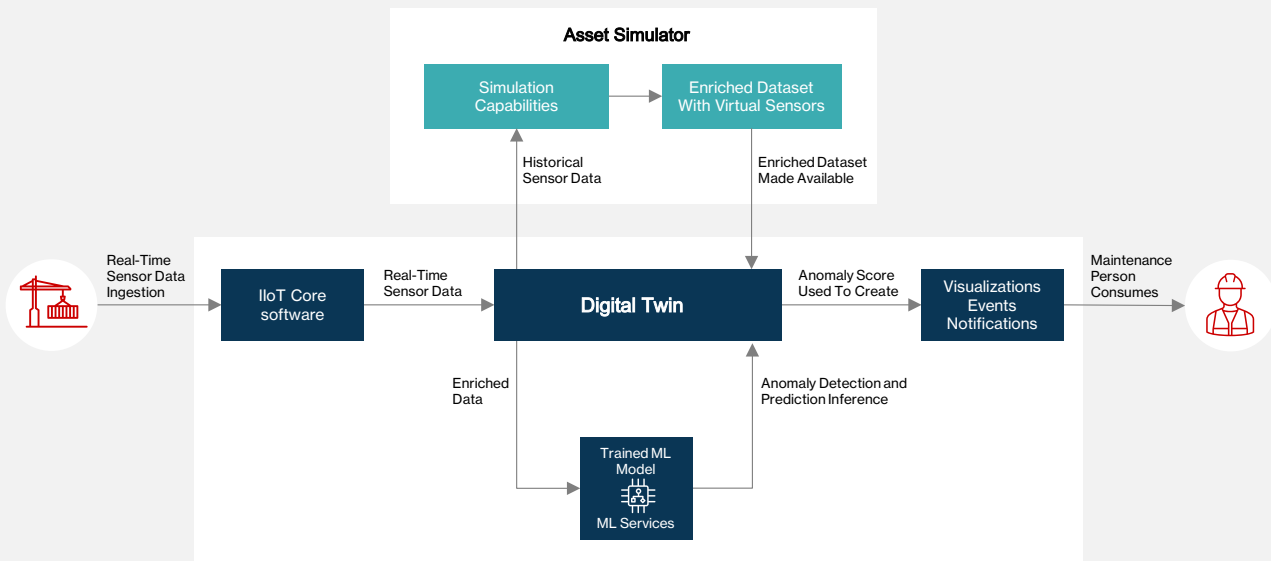 Asset Simulator
Simulation
Capabilities
Enriched Dataset
With Virtual Sensors
Historical
Sensor Data
Enriched Dataset
Made Available
Real-Time
Sensor Data
Ingestion
IIoT Core
software
Real-Time
Sensor Data
Digital Twin
Anomaly Score
Used To Create
Visualizations
Events
Notifications
Maintenance
Person
Consumes
Enriched
Data
Anomaly Detection and
Prediction Inference
Trained ML
Model
ML Services